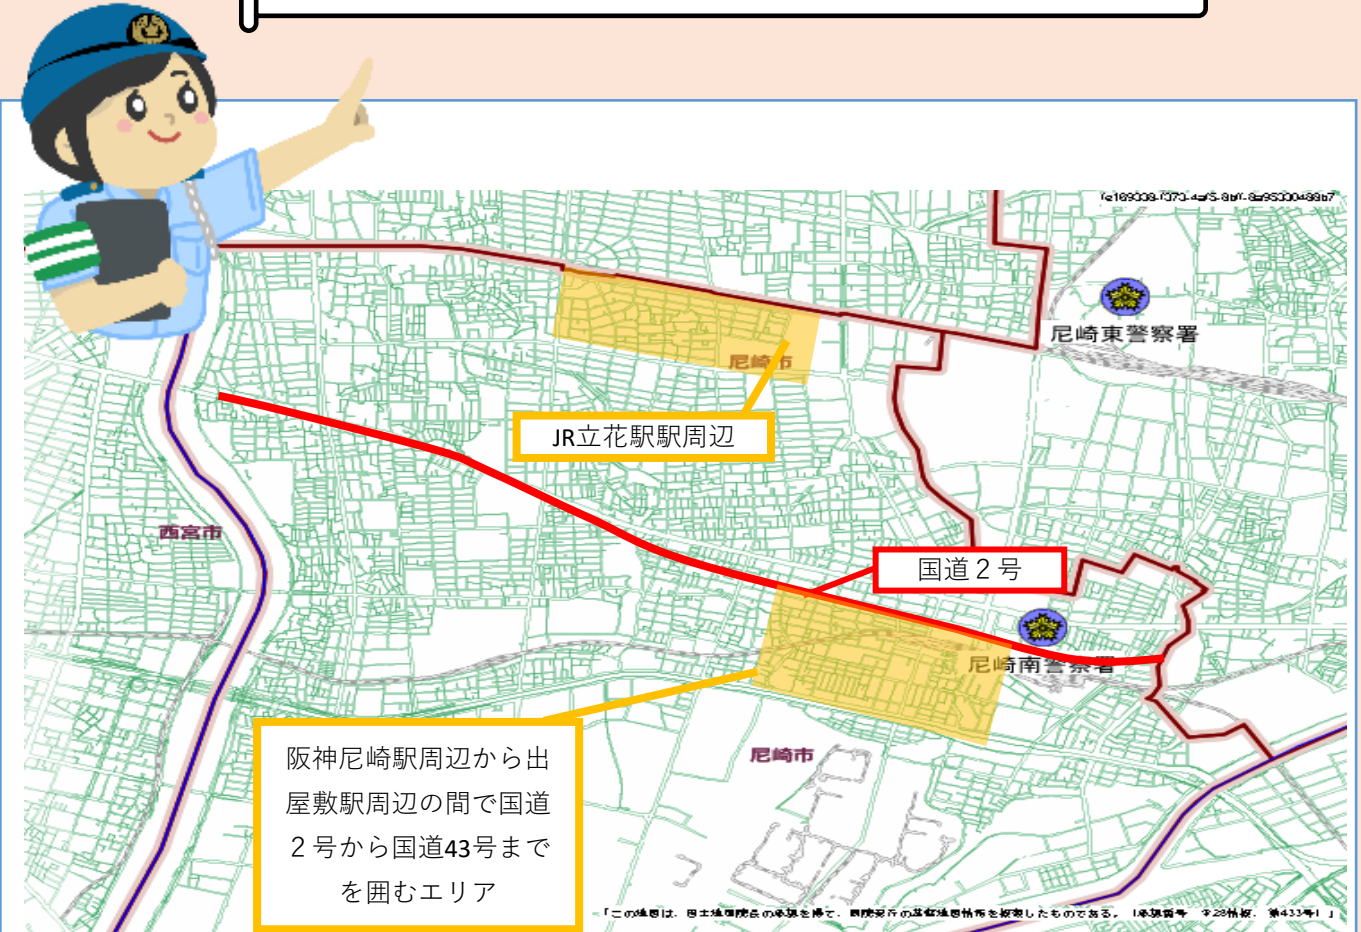 尼崎東警察署
尼崎市
JR立花駅駅周辺
西宮市
国道２号
尼崎南警察署
尼崎市
阪神尼崎駅周辺から出
屋敷駅周辺の間で国道
２号から国道43号まで
を囲むエリア